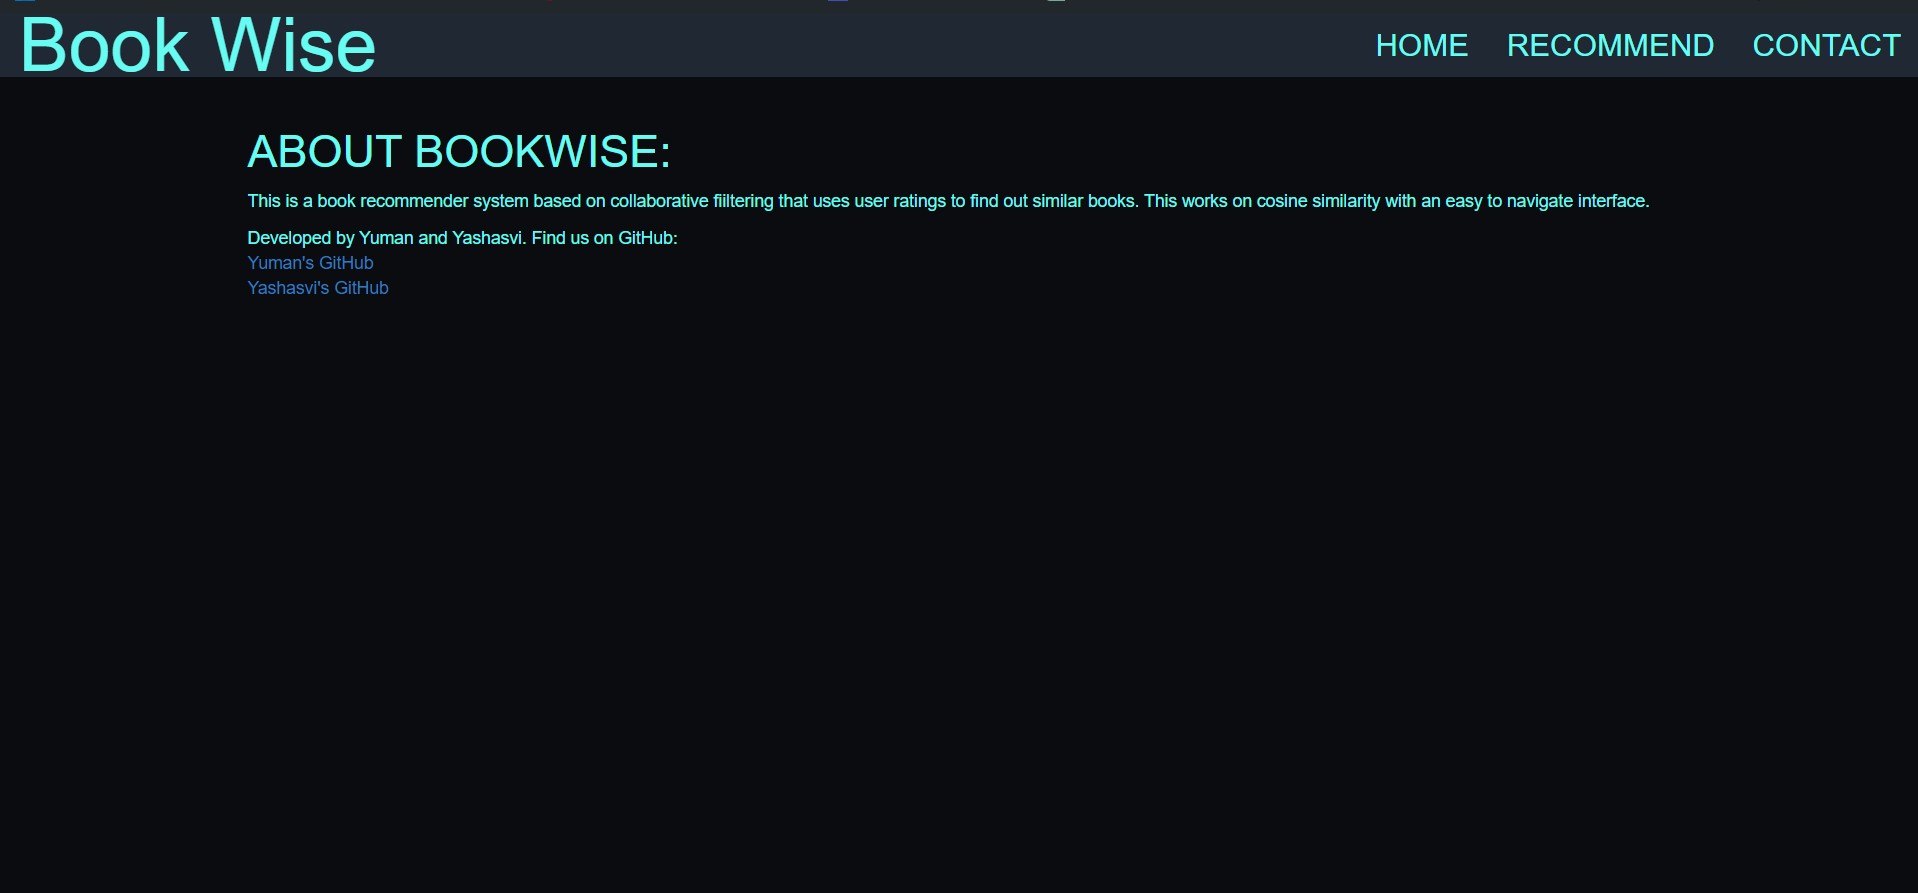 Book Wise
HOME RECOMMEND CONTACT
ABOUT BOOKWISE:
This is a book recommender system based on collaborative fiiltering that uses user ratings to find out similar books. This works on cosine similarity with an easy to navigate interface.
Developed by Yuman and Yashasvi. Find us on GitHub:
Yuman's GitHub
Yashasvi's GitHub